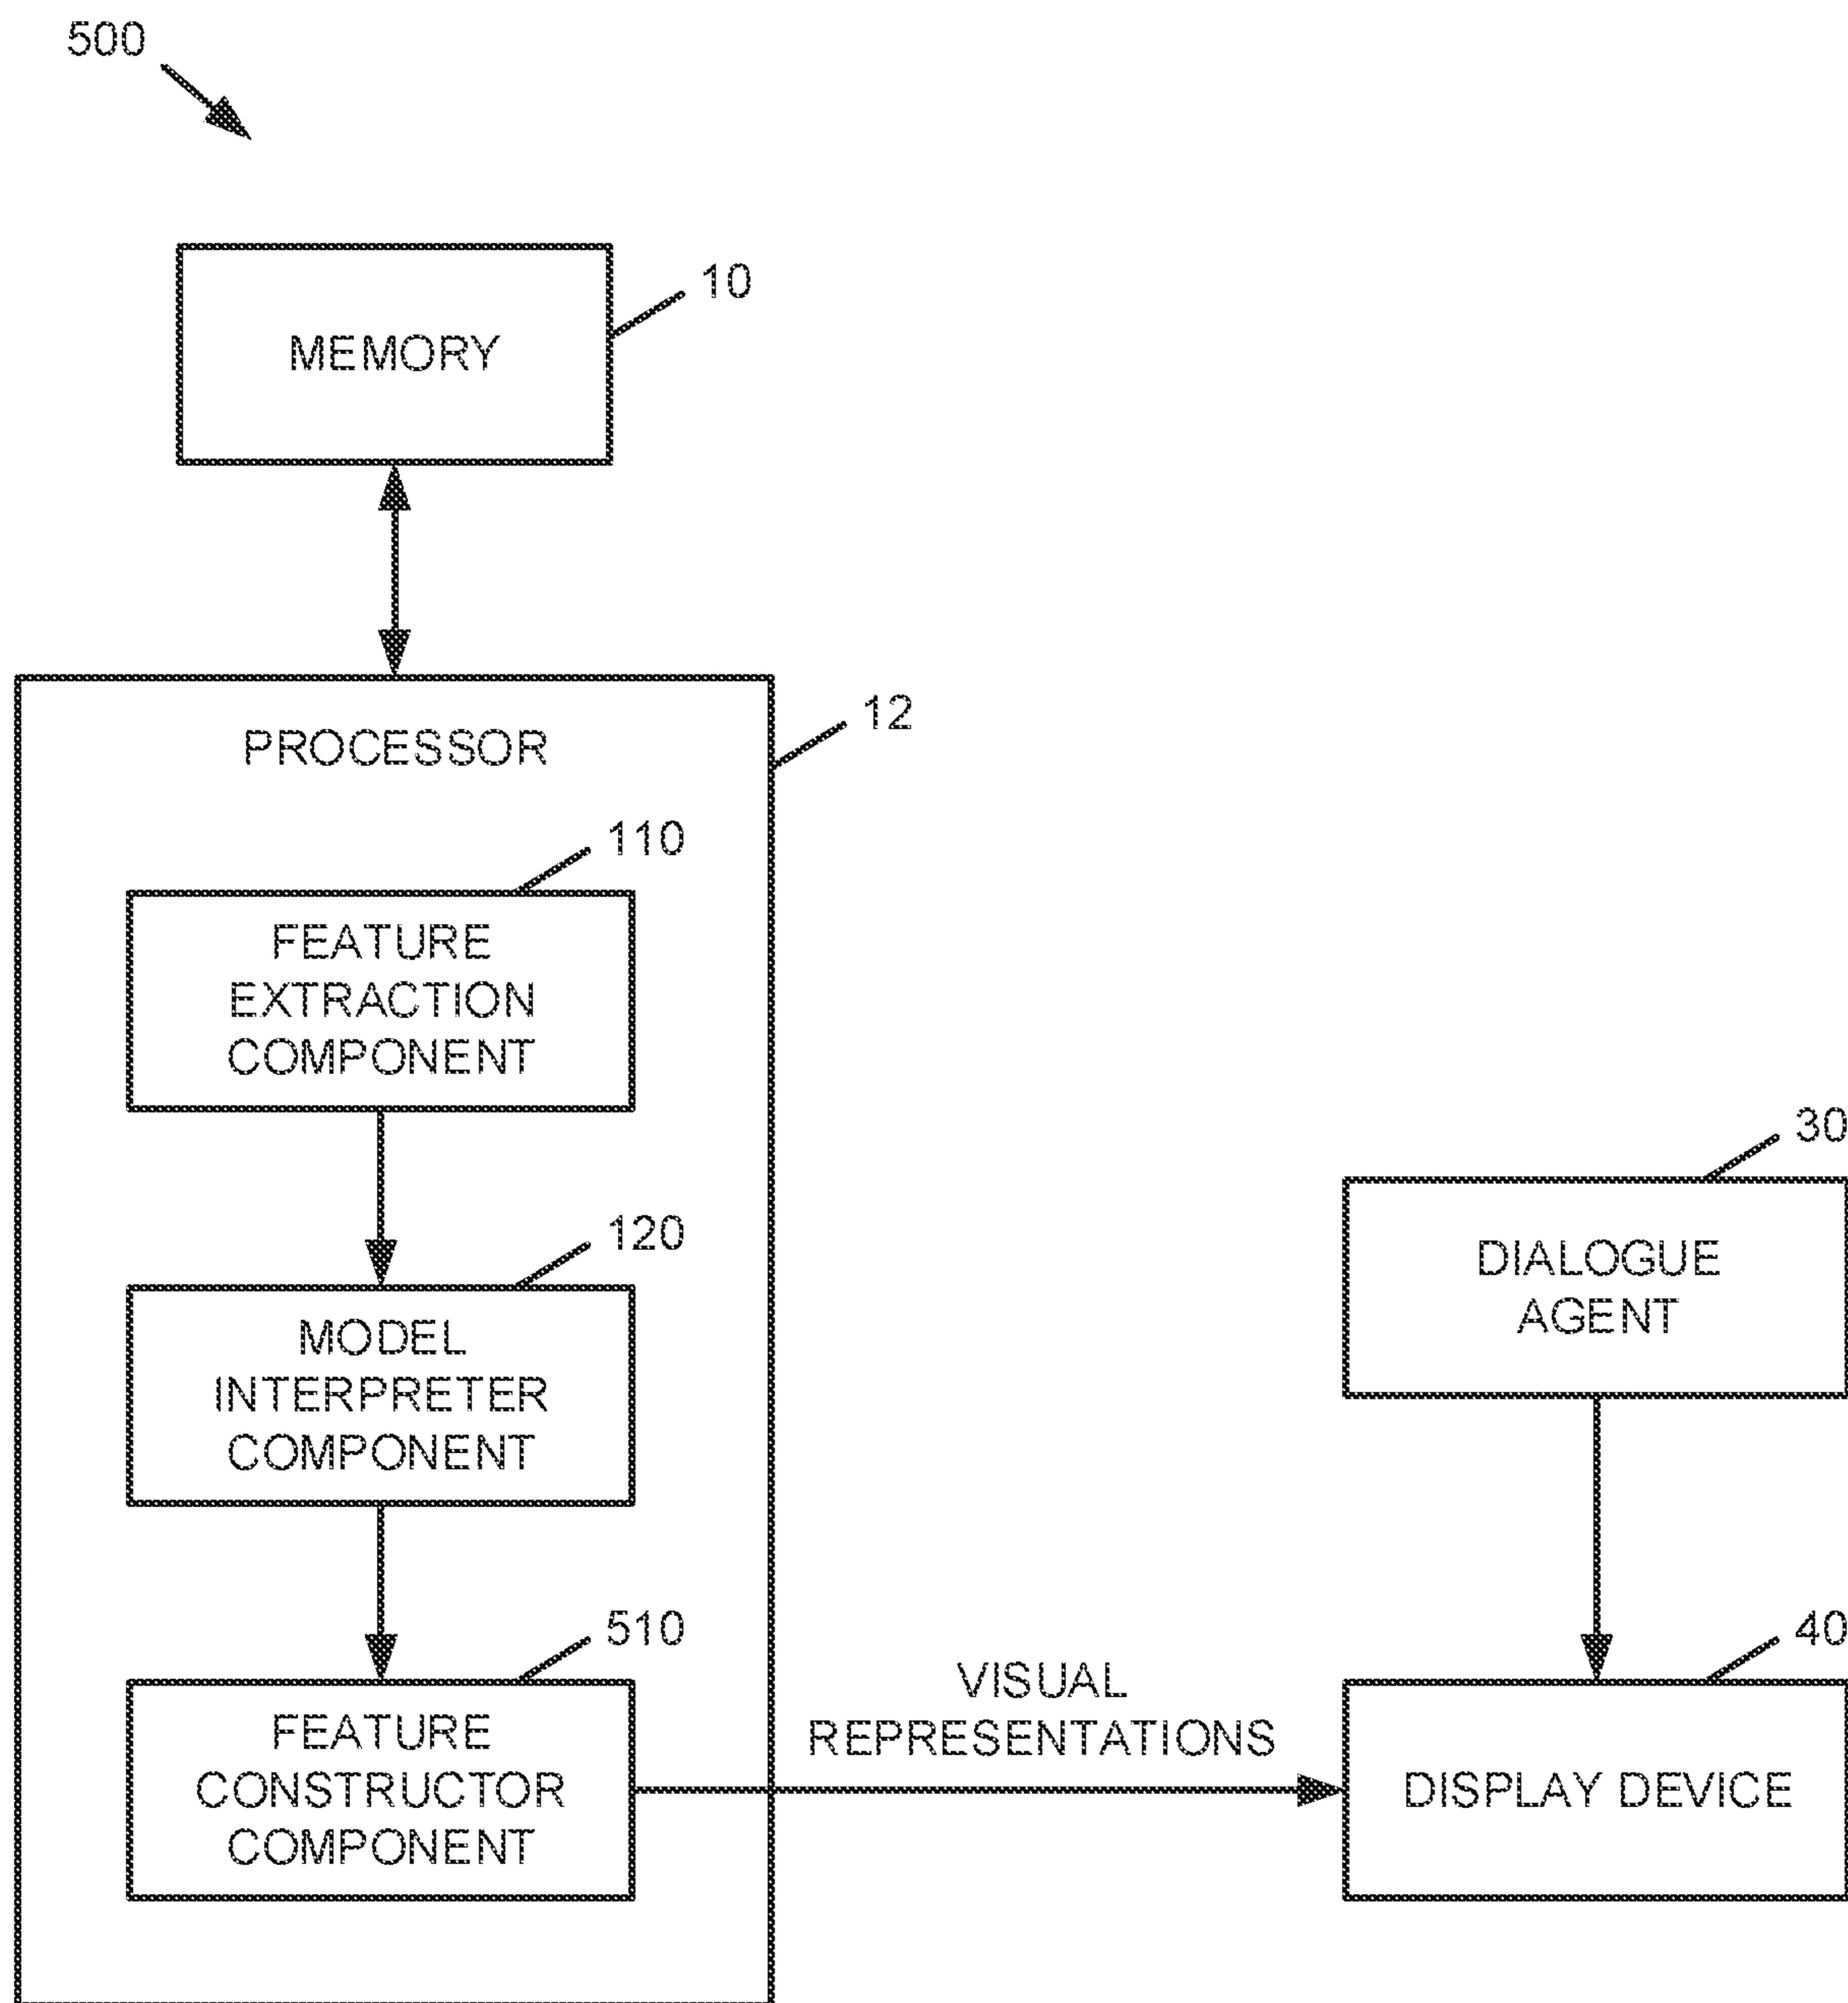 500
10
MEMORY
12
PROCESSOR
110
FEATURE
EXTRACTION
COMPONENT
30
120
DIALOGUE
AGENT
MODEL
INTERPRETER
COMPONENT
510
40
VISUAL
REPRESENTATIONS
FEATURE
CONSTRUCTOR
COMPONENT
DISPLAY DEVICE